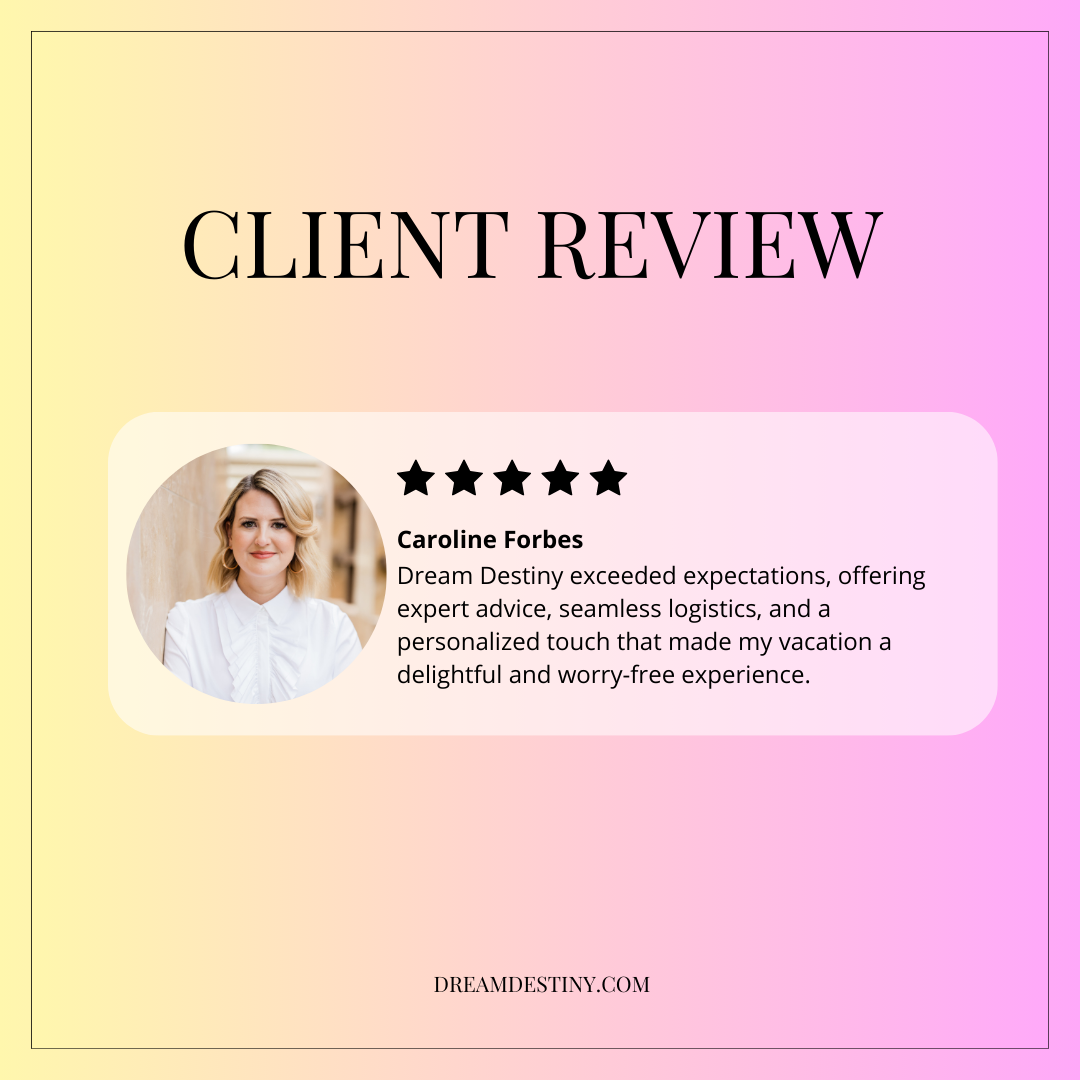 CLIENT REVIEW
Caroline Forbes
Dream Destiny exceeded expectations, offering
expert advice, seamless logistics, and a
personalized touch that made my vacation a
delightful and worry-free experience.
DREAMDESTINY.COM